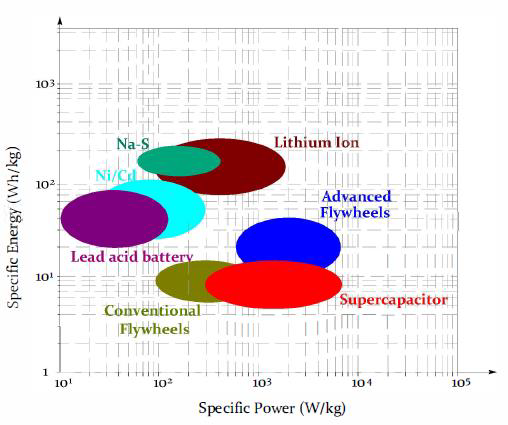 Specific Energy (Wh/kg)
10³
10²
10¹
1
Na-S
Lithium Ion
Ni/Cd
Advanced
Flywheels
Lead acid battery
Supercapacitor
Conventional
Flywheels
10¹ 10² 10³ 10⁴ 10⁵
Specific Power (W/kg)